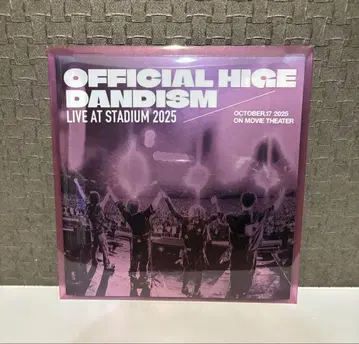 OFFICIAL HIGE
DANDISM
LIVE AT STADIUM 2025
OCTOBER,17 2025
ON MOVIE THEATER